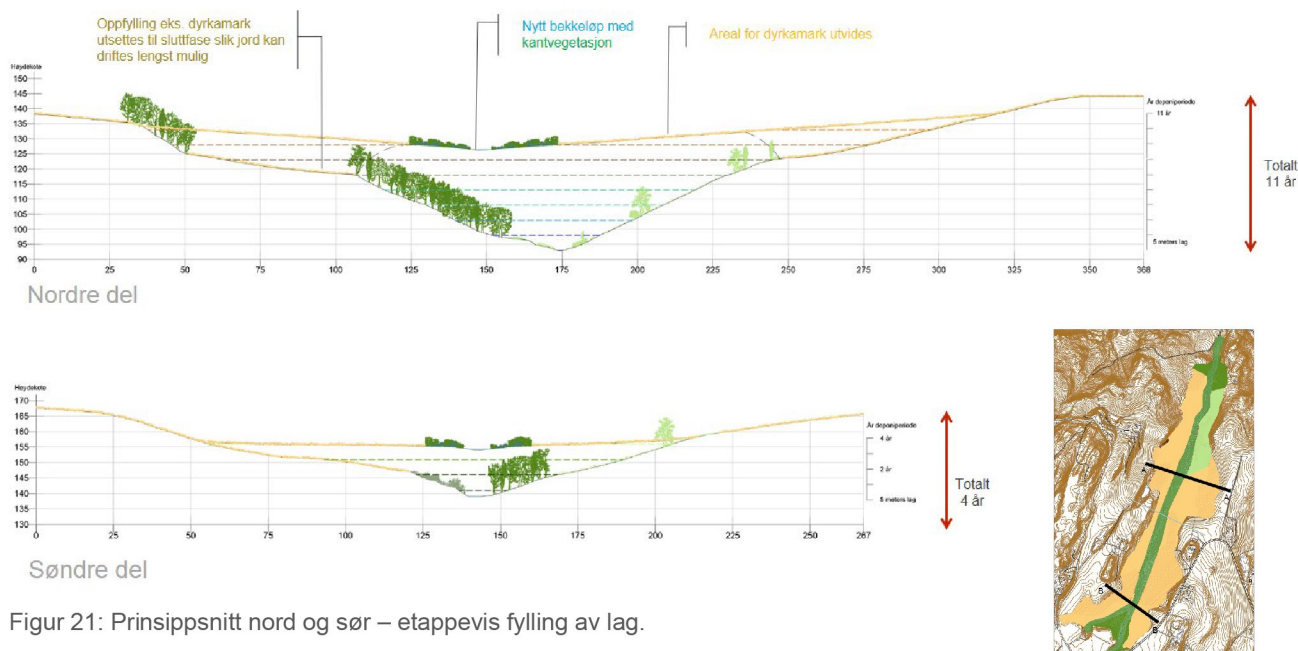 Oppfylling eks. dyrkamark
utsettes til sluttfase slik jord kan
driftes lengst mulig
Nytt bekkeløp med
kantvegetasjon
Areal for dyrkamark utvides
Høydekote
150
145
140
135
130
125
120
115
110
105
100
95
90
0 25 50 75 100 125 150 175 200 225 250 275 300 325 350 368
År deponiperiode
11 år
5 meters lag
Totalt
11 år
Nordre del
Høydekote
170
165
160
155
150
145
140
135
130
0 25 50 75 100 125 150 175 200 225 250 267
År deponiperiode
4 år
2 år
5 meters lag
Totalt
4 år
Søndre del
A
B
B
Figur 21: Prinsippsnitt nord og sør – etappevis fylling av lag.